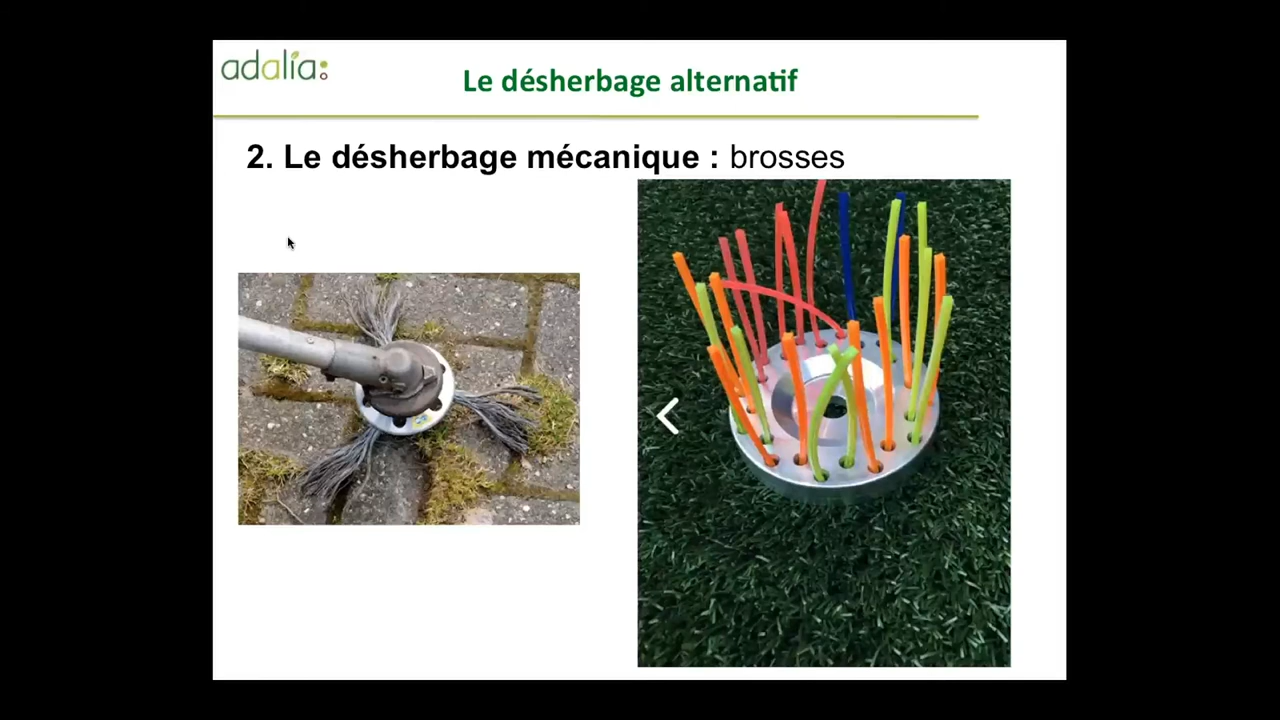 adalia
Le désherbage alternatif
2. Le désherbage mécanique : brosses